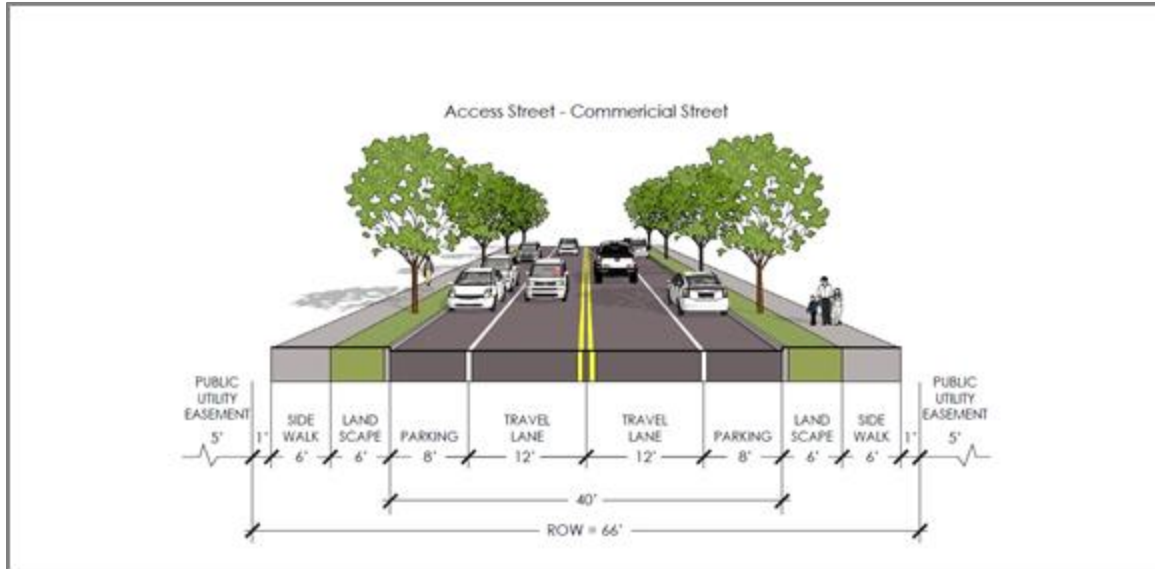 Access Street - Commericial Street
PUBLIC
UTILITY
EASEMENT
5'
1'
SIDE
WALK
6'
LAND
SCAPE
6'
PARKING
8'
TRAVEL
LANE
12'
TRAVEL
LANE
12'
PARKING
8'
LAND
SCAPE
6'
SIDE
WALK
6'
1'
PUBLIC
UTILITY
EASEMENT
5'
40'
ROW = 66'